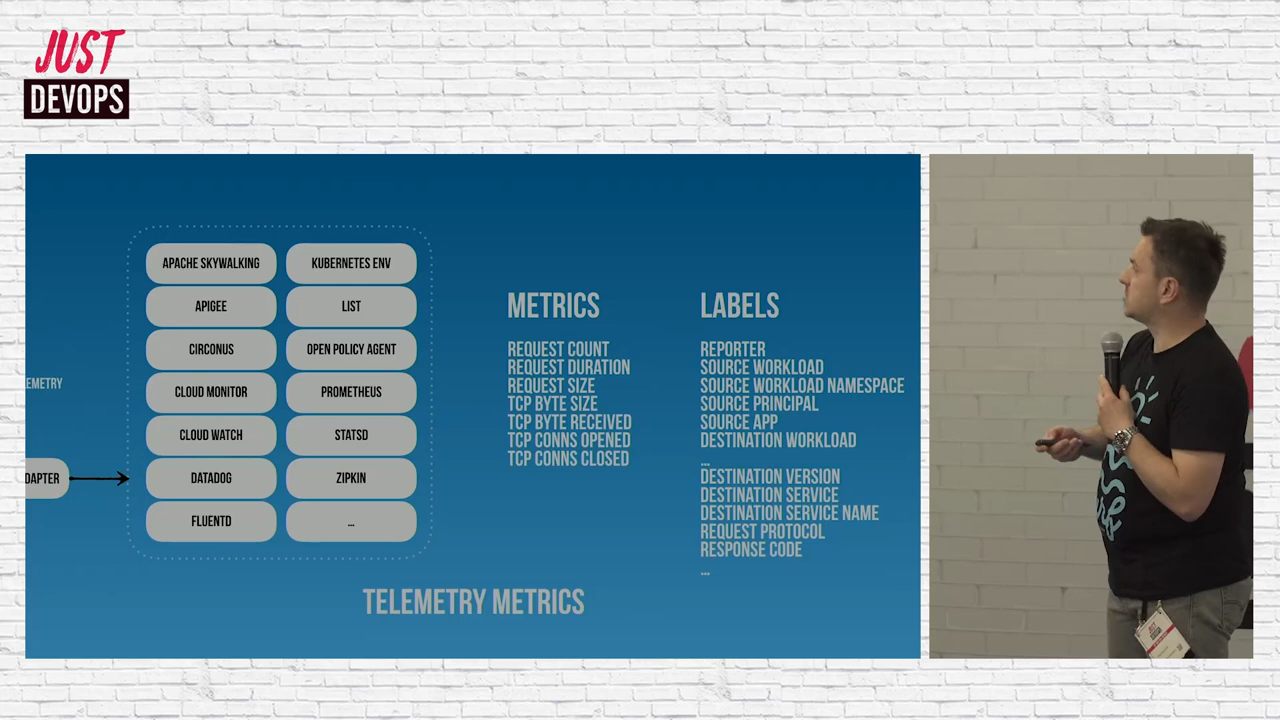 JUST
DEVOPS
APACHE SKYWALKING
KUBERNETES ENV
APIGEE
LIST
CIRCONUS
OPEN POLICY AGENT
EMETRY
CLOUD MONITOR
PROMETHEUS
CLOUD WATCH
STATSD
DAPTER
DATADOG
ZIPKIN
FLUENTD
...
METRICS
REQUEST COUNT
REQUEST DURATION
REQUEST SIZE
TCP BYTE SIZE
TCP BYTE RECEIVED
TCP CONNS OPENED
TCP CONNS CLOSED
LABELS
REPORTER
SOURCE WORKLOAD
SOURCE WORKLOAD NAMESPACE
SOURCE PRINCIPAL
SOURCE APP
DESTINATION WORKLOAD
...
DESTINATION VERSION
DESTINATION SERVICE
DESTINATION SERVICE NAME
REQUEST PROTOCOL
RESPONSE CODE
...
TELEMETRY METRICS
JUST
DEVOPS